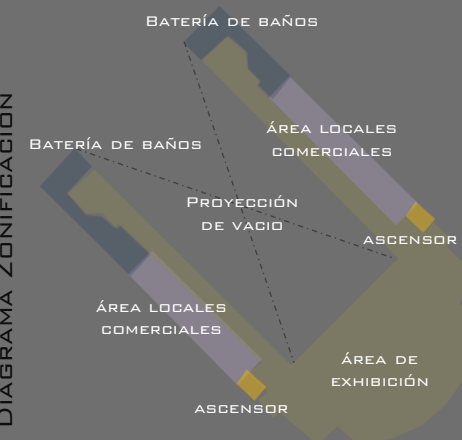 Diagrama Zonificacion
Batería de baños
área locales
comerciales
Batería de baños
Proyección
de vacio
ascensor
área locales
comerciales
área de
exhibición
ascensor